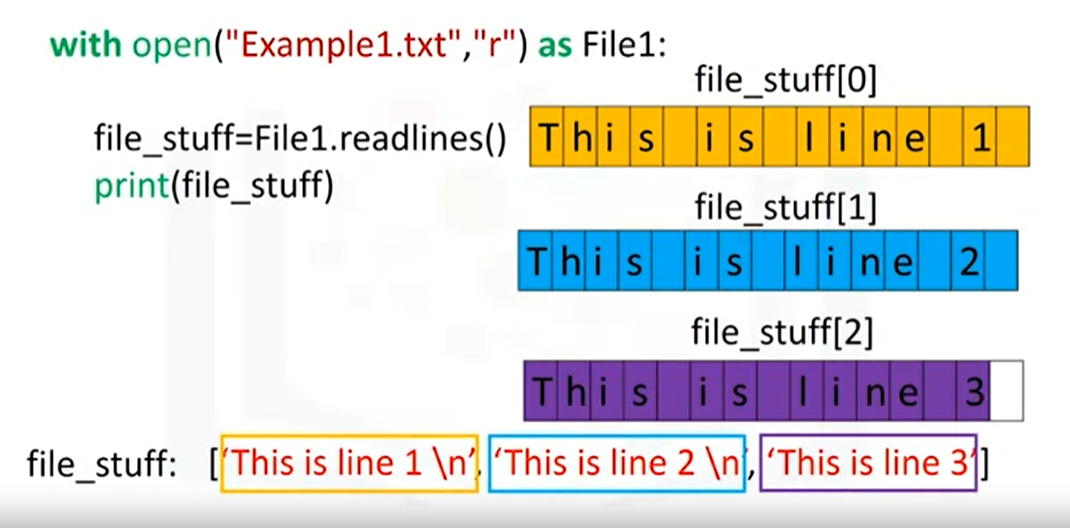 with open("Example1.txt","r") as File1:
file_stuff[0]
file_stuff=File1.readlines()
This is line 1
print(file_stuff)
file_stuff[1]
This is line 2
file_stuff[2]
This is line 3
file_stuff: [‘This is line 1 \n’, ‘This is line 2 \n’, ‘This is line 3’]